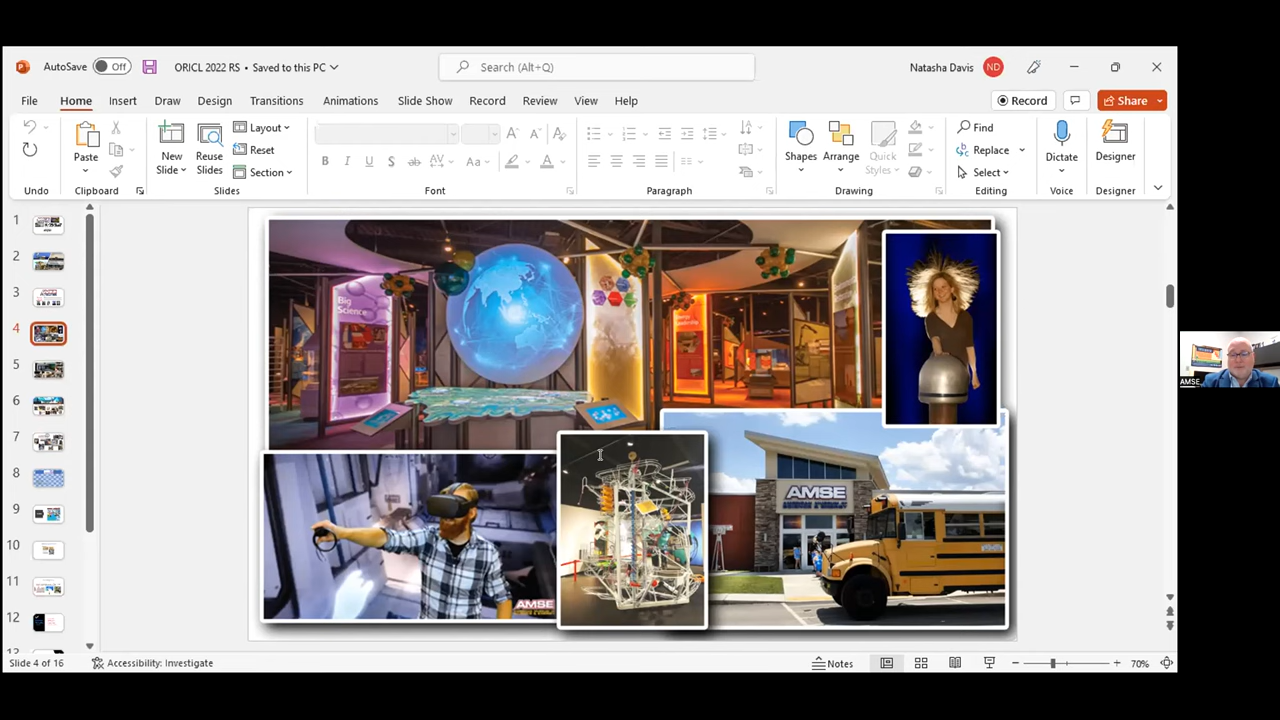 AutoSave Off ORICL 2022 RS • Saved to this PC Search (Alt+Q) Natasha Davis ND
File Home Insert Draw Design Transitions Animations Slide Show Record Review View Help Record Share
Paste New Slide Reuse Slides Layout Reset Section Shapes Arrange Quick Styles Find Replace Select Dictate Designer
Undo Clipboard Slides Font Paragraph Drawing Editing Voice Designer
1
2
3
4
5
6
7
8
9
10
11
12
Big
Science
AMSE
AMSE
AMSE
Slide 4 of 16 Accessibility: Investigate Notes 70%